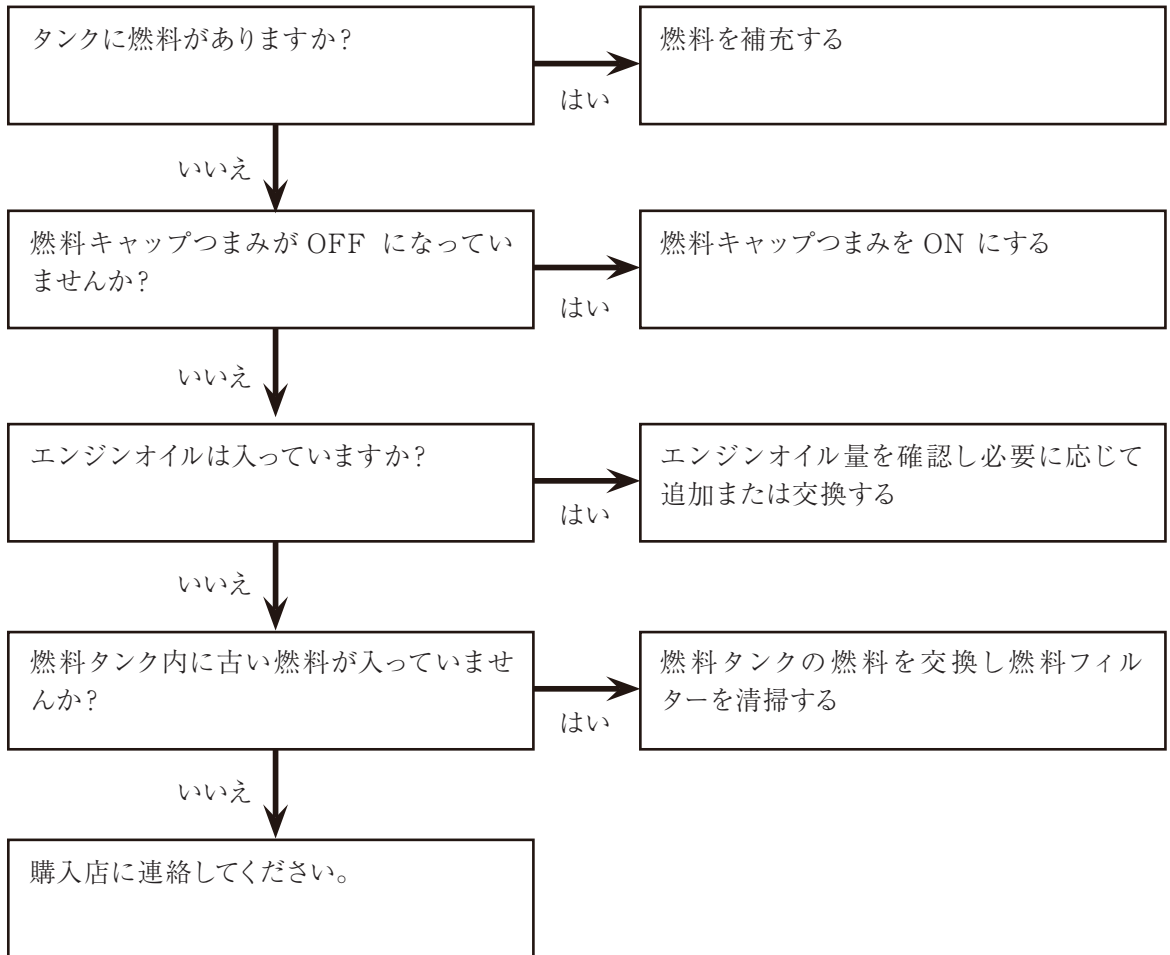 タンクに燃料がありますか？
燃料を補充する
はい
いいえ
燃料キャップつまみが OFF になってい
ませんか？
燃料キャップつまみを ON にする
はい
いいえ
エンジンオイルは入っていますか？
エンジンオイル量を確認し必要に応じて
追加または交換する
はい
いいえ
燃料タンク内に古い燃料が入っていませ
んか？
燃料タンクの燃料を交換し燃料フィル
ターを清掃する
はい
いいえ
購入店に連絡してください。